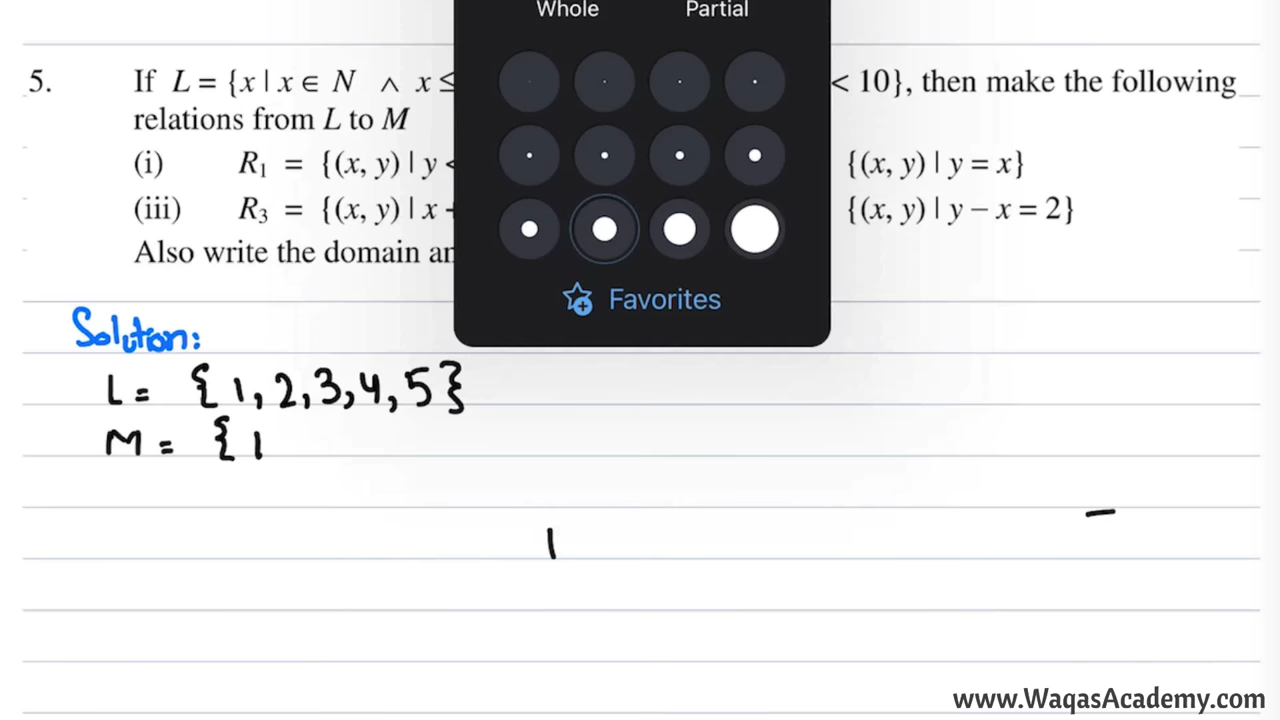 Whole Partial
5. If L = {x | x ∈ N ∧ x ≤ < 10}, then make the following
relations from L to M
(i) R₁ = {(x, y) | y < {(x, y) | y = x}
(iii) R₃ = {(x, y) | x + {(x, y) | y − x = 2}
Also write the domain an
Favorites
Solution:
L = { 1, 2, 3, 4, 5 }
M = { 1
www.WaqasAcademy.com